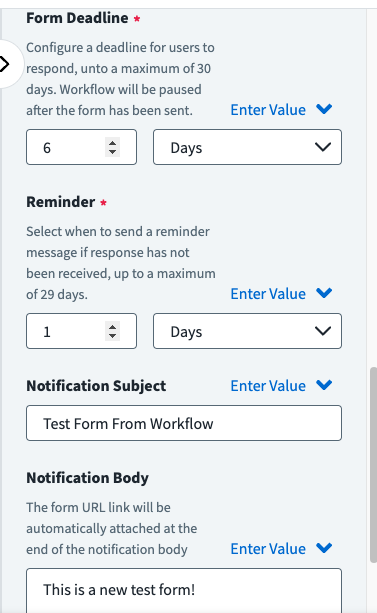 Form Deadline *
Configure a deadline for users to
respond, unto a maximum of 30
days. Workflow will be paused
after the form has been sent. Enter Value
6 Days
Reminder *
Select when to send a reminder
message if response has not
been received, up to a maximum
of 29 days. Enter Value
1 Days
Notification Subject Enter Value
Test Form From Workflow
Notification Body
The form URL link will be
automatically attached at the
end of the notification body Enter Value
This is a new test form!